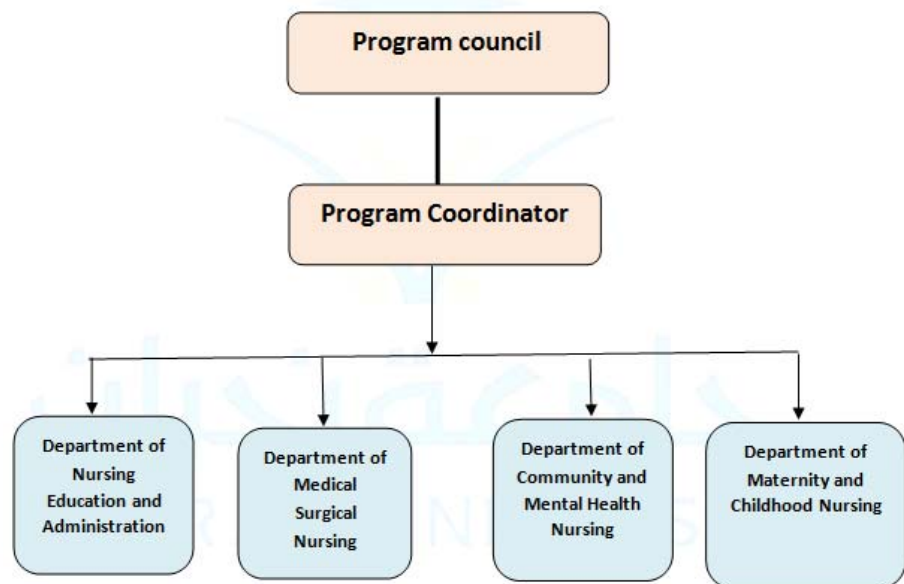 Program council
Program Coordinator
Department of
Nursing
Education and
Administration
Department of
Medical
Surgical
Nursing
Department of
Community and
Mental Health
Nursing
Department of
Maternity and
Childhood Nursing